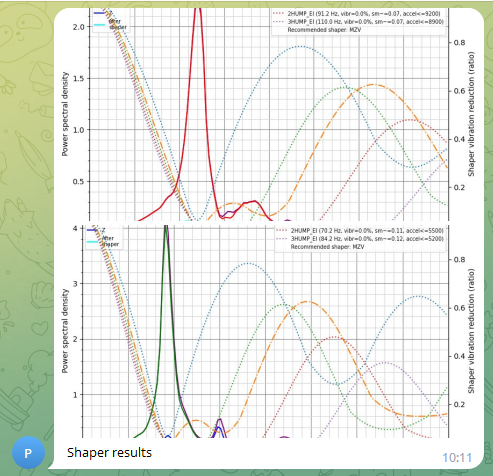 2HUMP_EI (91.2 Hz, vibr=0.0%, sm~=0.07, accel<=9200)
3HUMP_EI (110.0 Hz, vibr=0.0%, sm~=0.07, accel<=8900)
Recommended shaper: MZV
After
shaper
2.0
1.5
1.0
0.5
0.8
0.6
0.4
0.2
Power spectral density
Shaper vibration reduction (ratio)
Z
After
shaper
2HUMP_EI (70.2 Hz, vibr=0.0%, sm~=0.11, accel<=5500)
3HUMP_EI (84.2 Hz, vibr=0.0%, sm~=0.12, accel<=5200)
Recommended shaper: MZV
4
3
2
1
0.8
0.6
0.4
0.2
Power spectral density
Shaper vibration reduction (ratio)
P
Shaper results
10:11